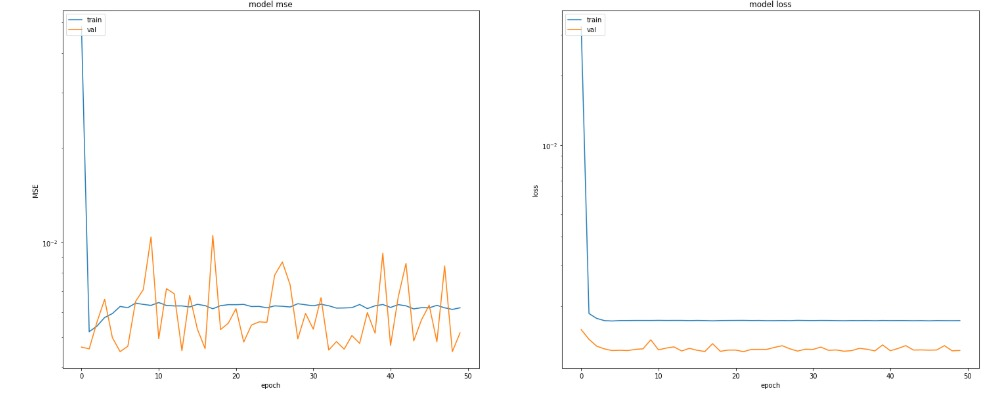 model mse
train
val
MSE
10⁻²
0
10
20
30
40
50
epoch
model loss
train
val
loss
10⁻²
0
10
20
30
40
50
epoch